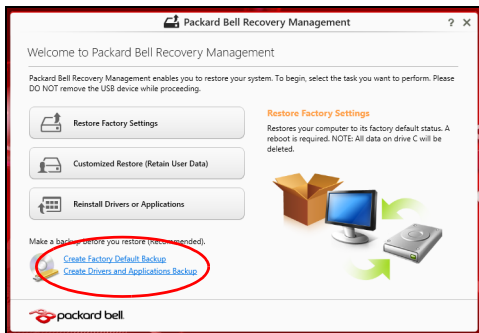 Packard Bell Recovery Management ? ×
Welcome to Packard Bell Recovery Management
Packard Bell Recovery Management enables you to restore your system. To begin, select the task you want to perform. Please
DO NOT remove the USB device while proceeding.
Restore Factory Settings
Customized Restore (Retain User Data)
Reinstall Drivers or Applications
Restore Factory Settings
Restores your computer to its factory default status. A
reboot is required. NOTE: All data on drive C will be
deleted.
Make a backup before you restore (Recommended).
Create Factory Default Backup
Create Drivers and Applications Backup
packard bell.